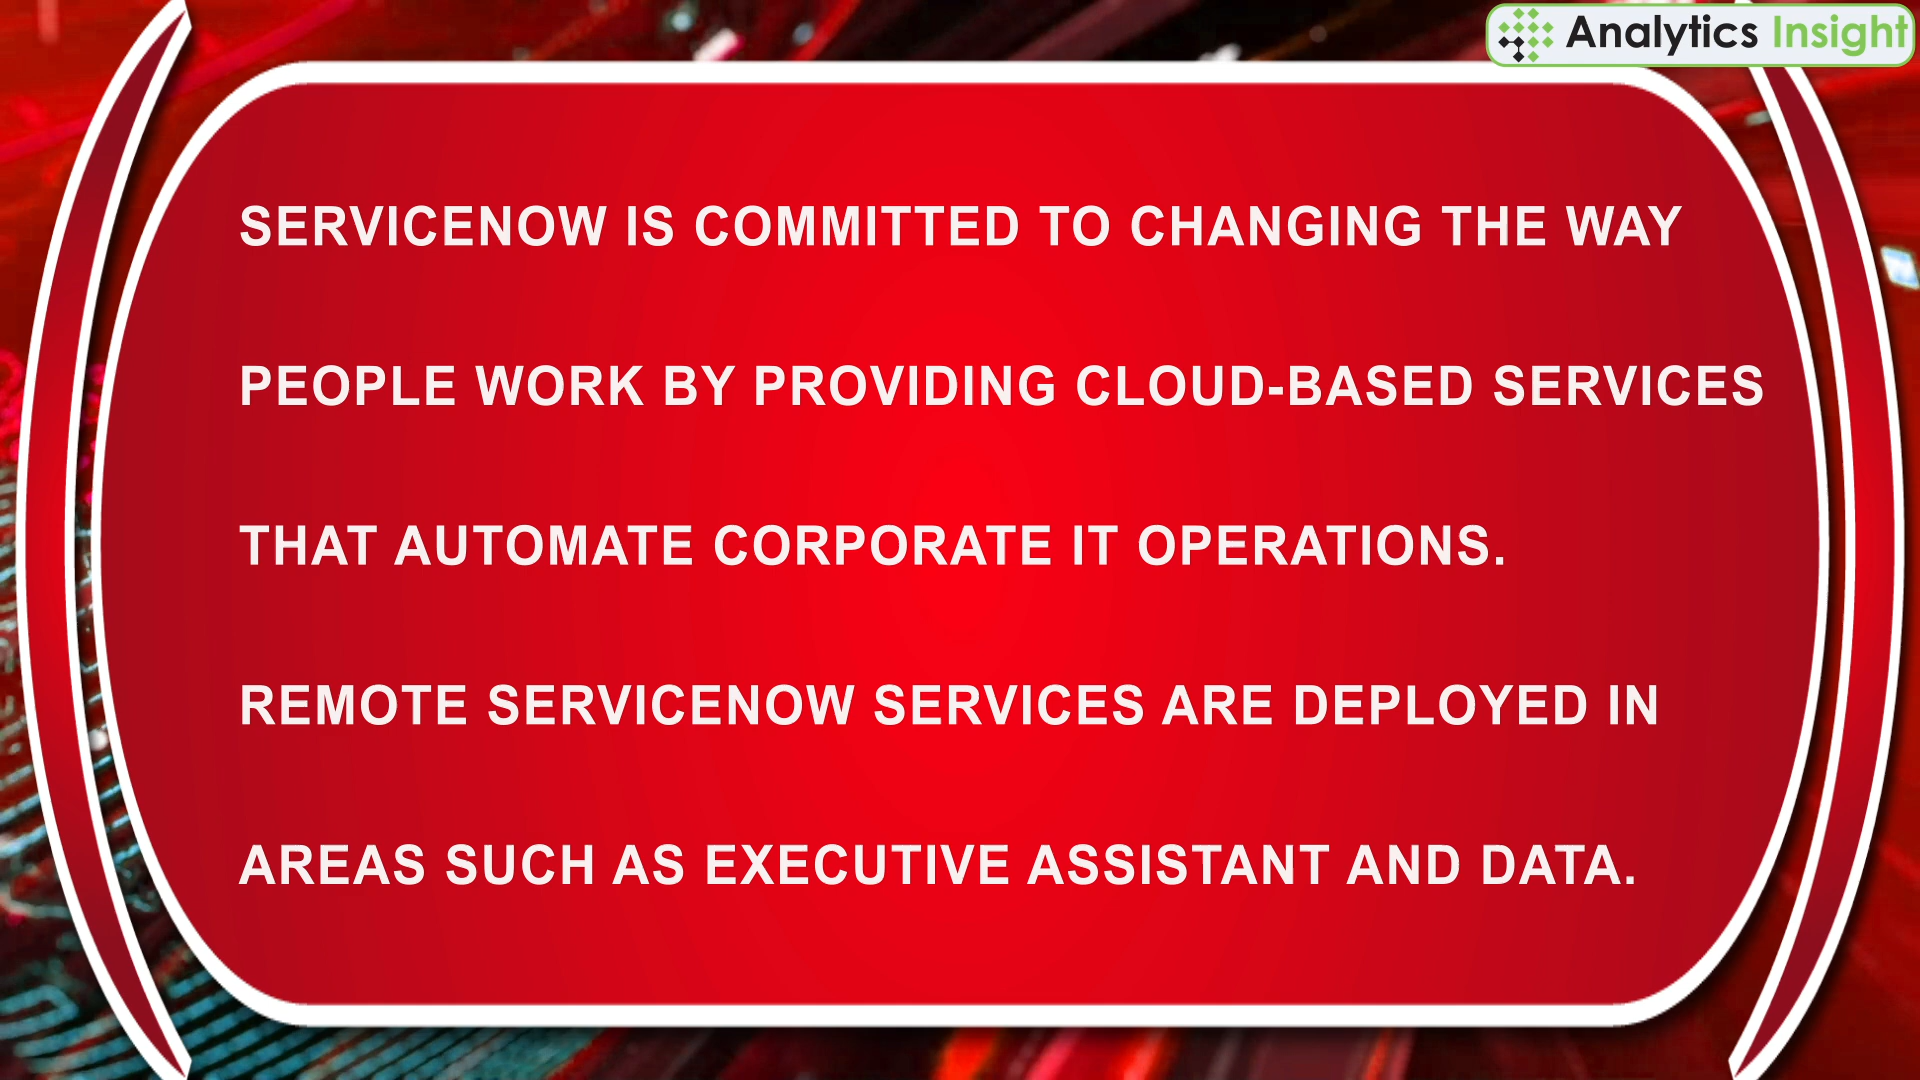 Analytics Insight
SERVICENOW IS COMMITTED TO CHANGING THE WAY
PEOPLE WORK BY PROVIDING CLOUD-BASED SERVICES
THAT AUTOMATE CORPORATE IT OPERATIONS.
REMOTE SERVICENOW SERVICES ARE DEPLOYED IN
AREAS SUCH AS EXECUTIVE ASSISTANT AND DATA.